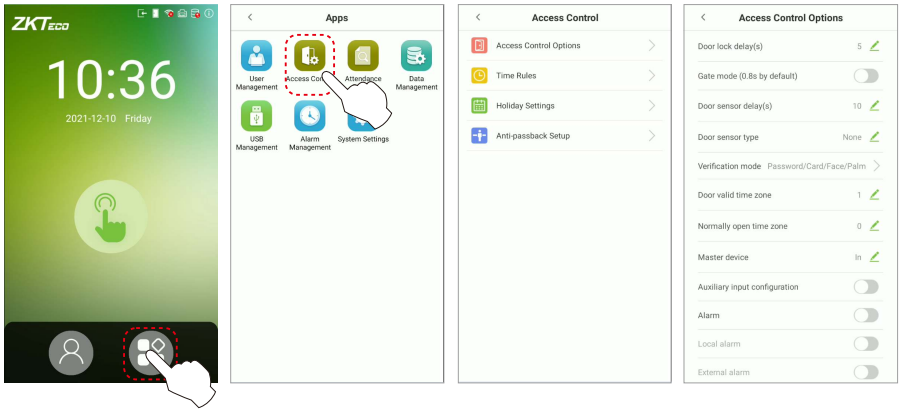 ZKTeco
10:36
2021-12-10 Friday
Apps
User
Management
Access Con
Attendance
Data
Management
USB
Management
Alarm
Management
System Settings
Access Control
Access Control Options
Time Rules
Holiday Settings
Anti-passback Setup
Access Control Options
Door lock delay(s) 5
Gate mode (0.8s by default)
Door sensor delay(s) 10
Door sensor type None
Verification mode Password/Card/Face/Palm
Door valid time zone 1
Normally open time zone 0
Master device In
Auxiliary input configuration
Alarm
Local alarm
External alarm